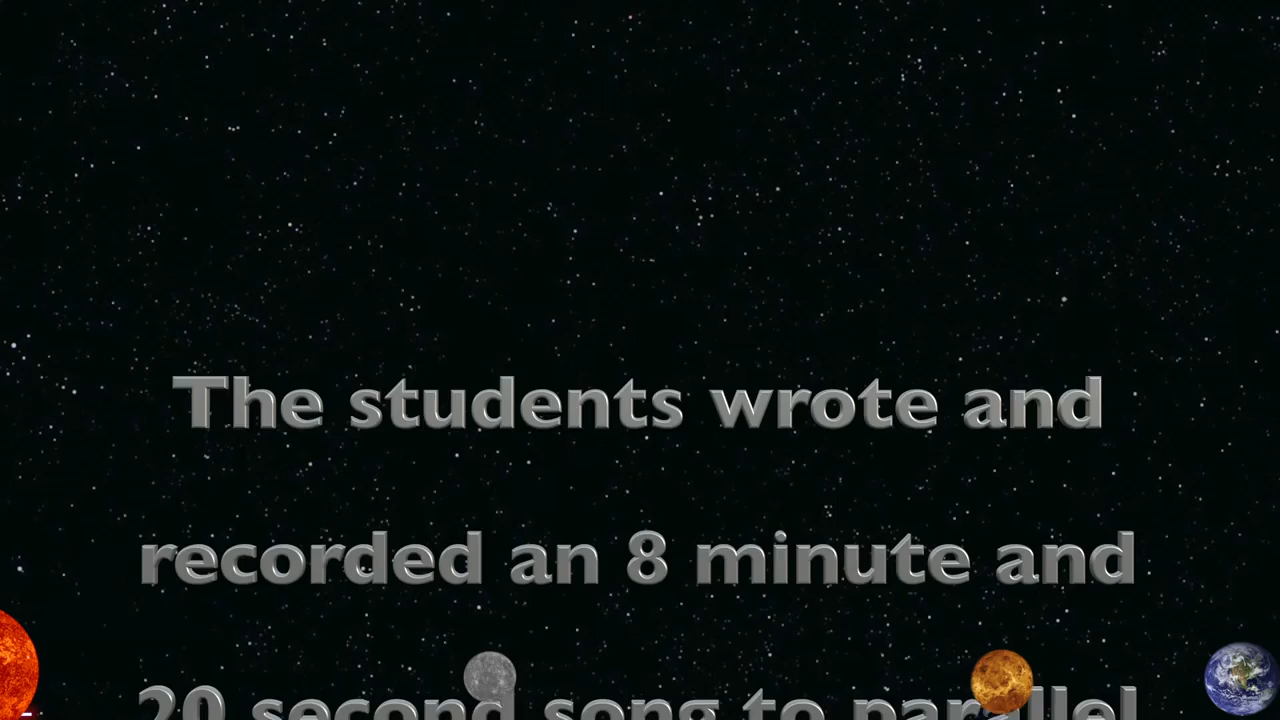 The students wrote and
recorded an 8 minute and
20 second song to parallel